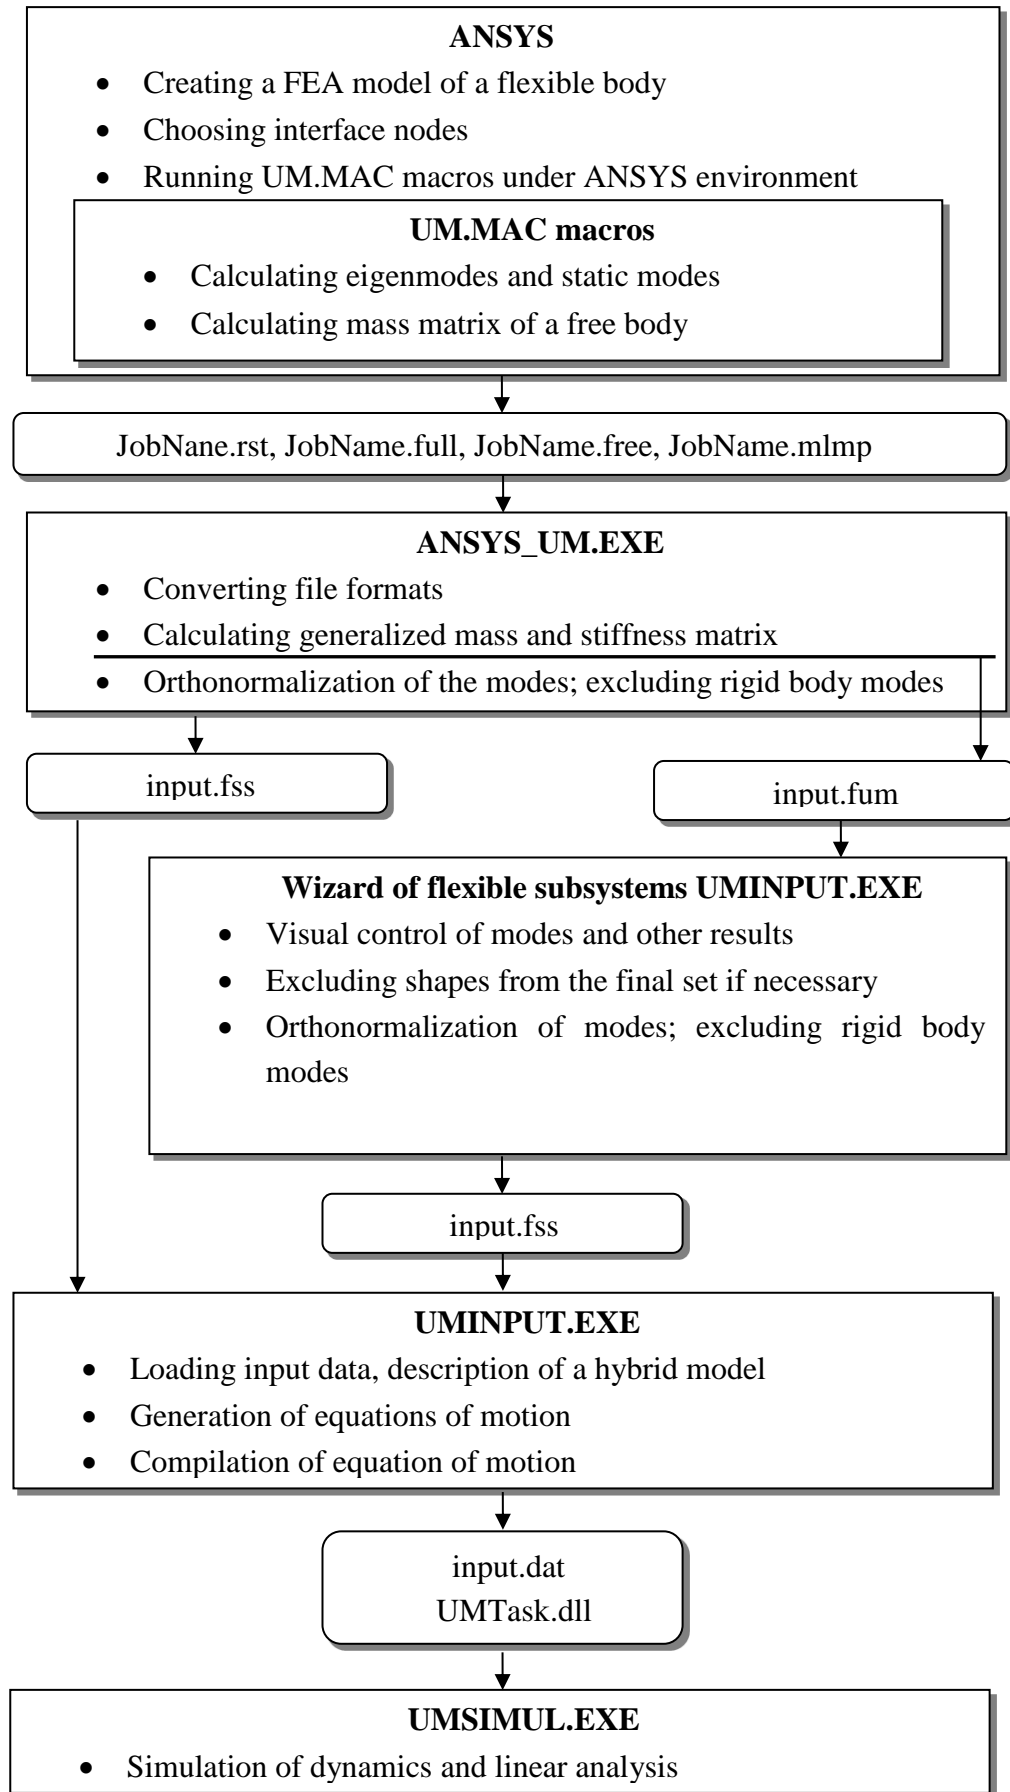 ANSYS
• Creating a FEA model of a flexible body
• Choosing interface nodes
• Running UM.MAC macros under ANSYS environment
UM.MAC macros
• Calculating eigenmodes and static modes
• Calculating mass matrix of a free body
JobNane.rst, JobName.full, JobName.free, JobName.mlmp
ANSYS_UM.EXE
• Converting file formats
• Calculating generalized mass and stiffness matrix
• Orthonormalization of the modes; excluding rigid body modes
input.fss
input.fum
Wizard of flexible subsystems UMINPUT.EXE
• Visual control of modes and other results
• Excluding shapes from the final set if necessary
• Orthonormalization of modes; excluding rigid body
modes
input.fss
UMINPUT.EXE
• Loading input data, description of a hybrid model
• Generation of equations of motion
• Compilation of equation of motion
input.dat
UMTask.dll
UMSIMUL.EXE
• Simulation of dynamics and linear analysis